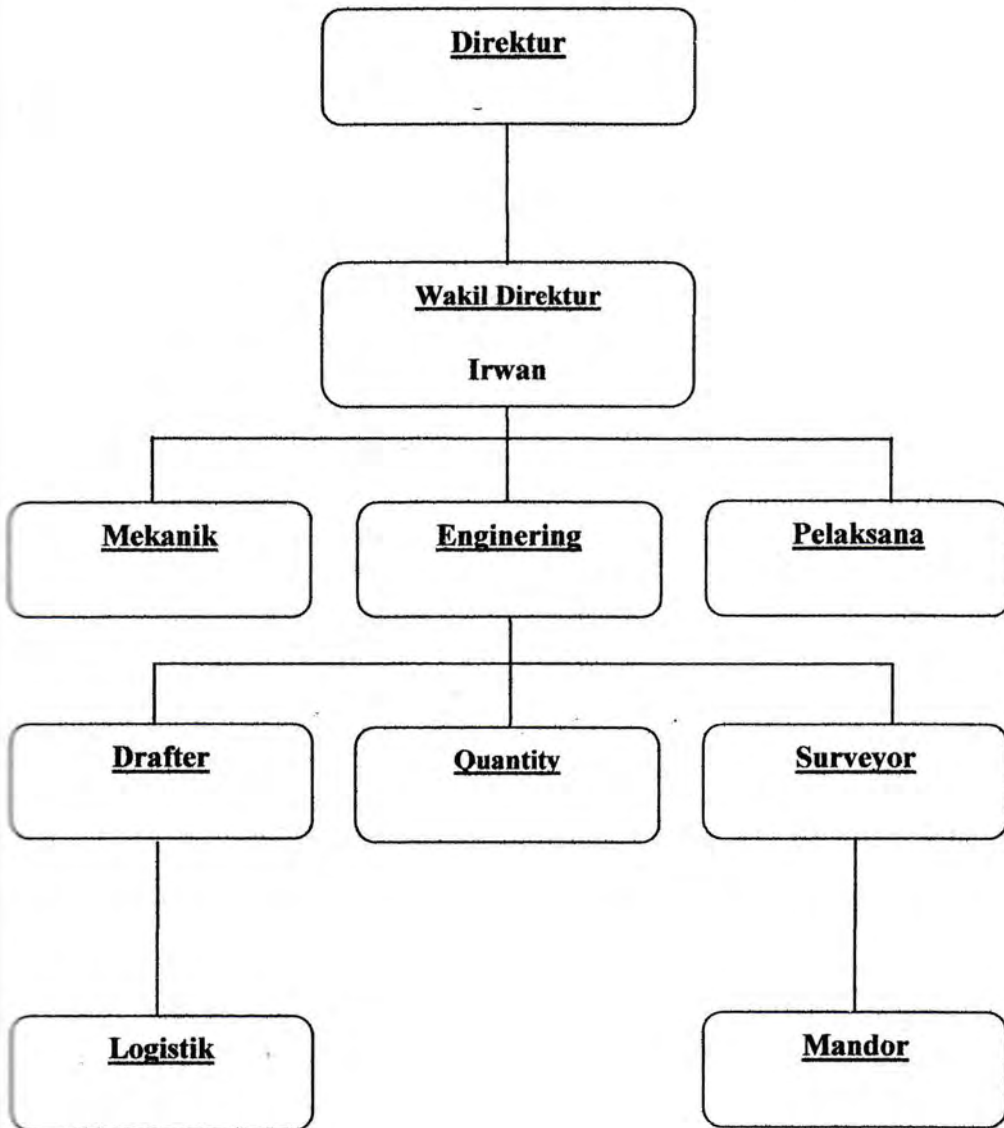 Direktur
Wakil Direktur
Irwan
Mekanik
Enginering
Pelaksana
Drafter
Quantity
Surveyor
Logistik
Mandor